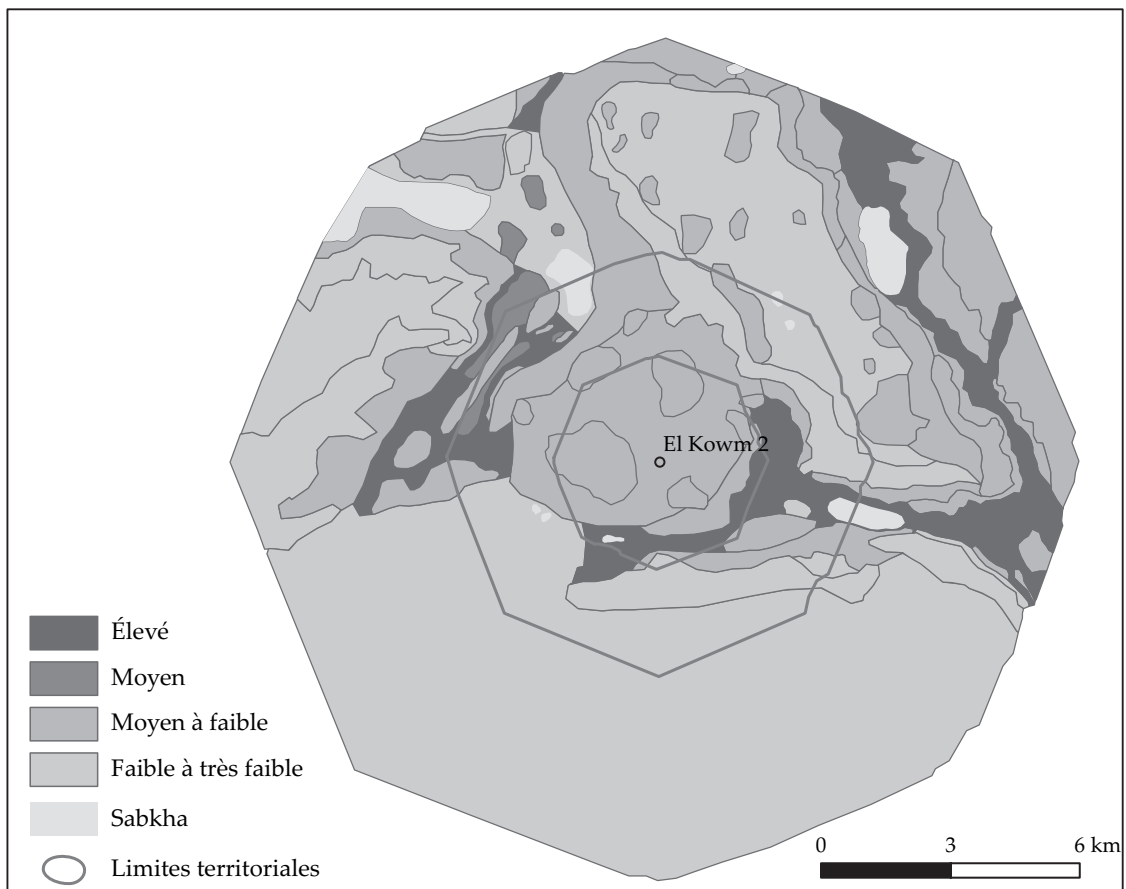 El Kowm 2
Élevé
Moyen
Moyen à faible
Faible à très faible
Sabkha
Limites territoriales
0 3 6 km